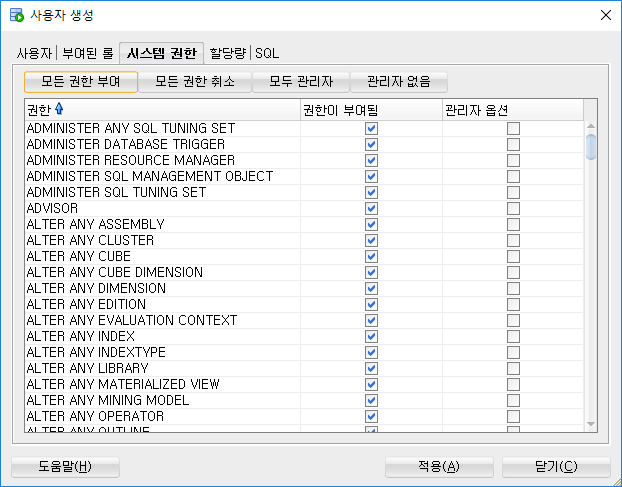 사용자 생성
사용자 부여된 롤 시스템 권한 할당량 SQL
모든 권한 부여 모든 권한 취소 모두 관리자 관리자 없음
권한 권한이 부여됨 관리자 옵션
ADMINISTER ANY SQL TUNING SET
ADMINISTER DATABASE TRIGGER
ADMINISTER RESOURCE MANAGER
ADMINISTER SQL MANAGEMENT OBJECT
ADMINISTER SQL TUNING SET
ADVISOR
ALTER ANY ASSEMBLY
ALTER ANY CLUSTER
ALTER ANY CUBE
ALTER ANY CUBE DIMENSION
ALTER ANY DIMENSION
ALTER ANY EDITION
ALTER ANY EVALUATION CONTEXT
ALTER ANY INDEX
ALTER ANY INDEXTYPE
ALTER ANY LIBRARY
ALTER ANY MATERIALIZED VIEW
ALTER ANY MINING MODEL
ALTER ANY OPERATOR
ALTER ANY OUTLINE
도움말(H) 적용(A) 닫기(C)